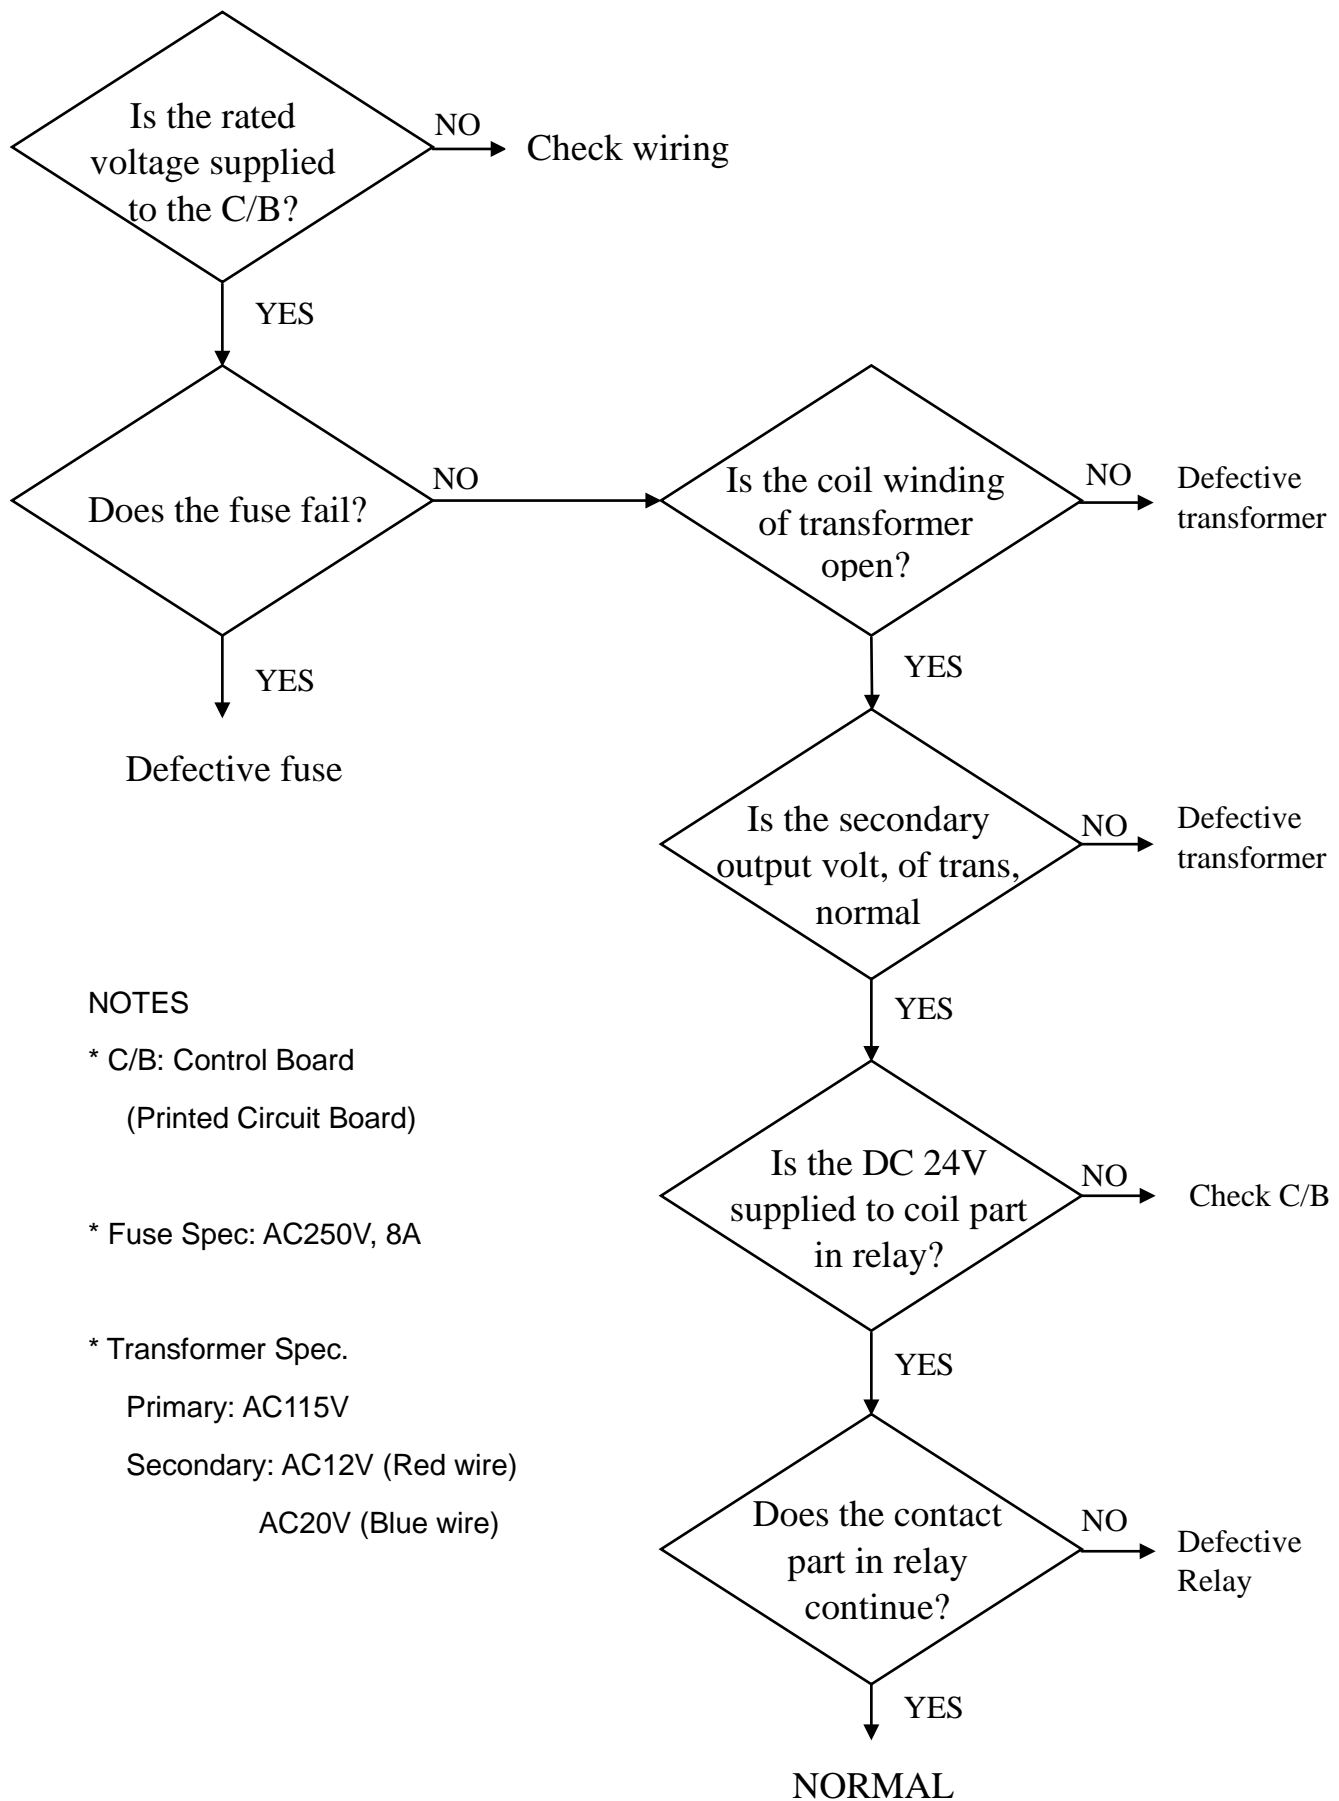 Is the rated
voltage supplied
to the C/B?
NO
Check wiring
YES
Does the fuse fail?
NO
Is the coil winding
of transformer
open?
NO
Defective
transformer
YES
Defective fuse
YES
Is the secondary
output volt, of trans,
normal
NO
Defective
transformer
YES
NOTES
* C/B: Control Board
(Printed Circuit Board)
* Fuse Spec: AC250V, 8A
* Transformer Spec.
Primary: AC115V
Secondary: AC12V (Red wire)
AC20V (Blue wire)
Is the DC 24V
supplied to coil part
in relay?
NO
Check C/B
YES
Does the contact
part in relay
continue?
NO
Defective
Relay
YES
NORMAL